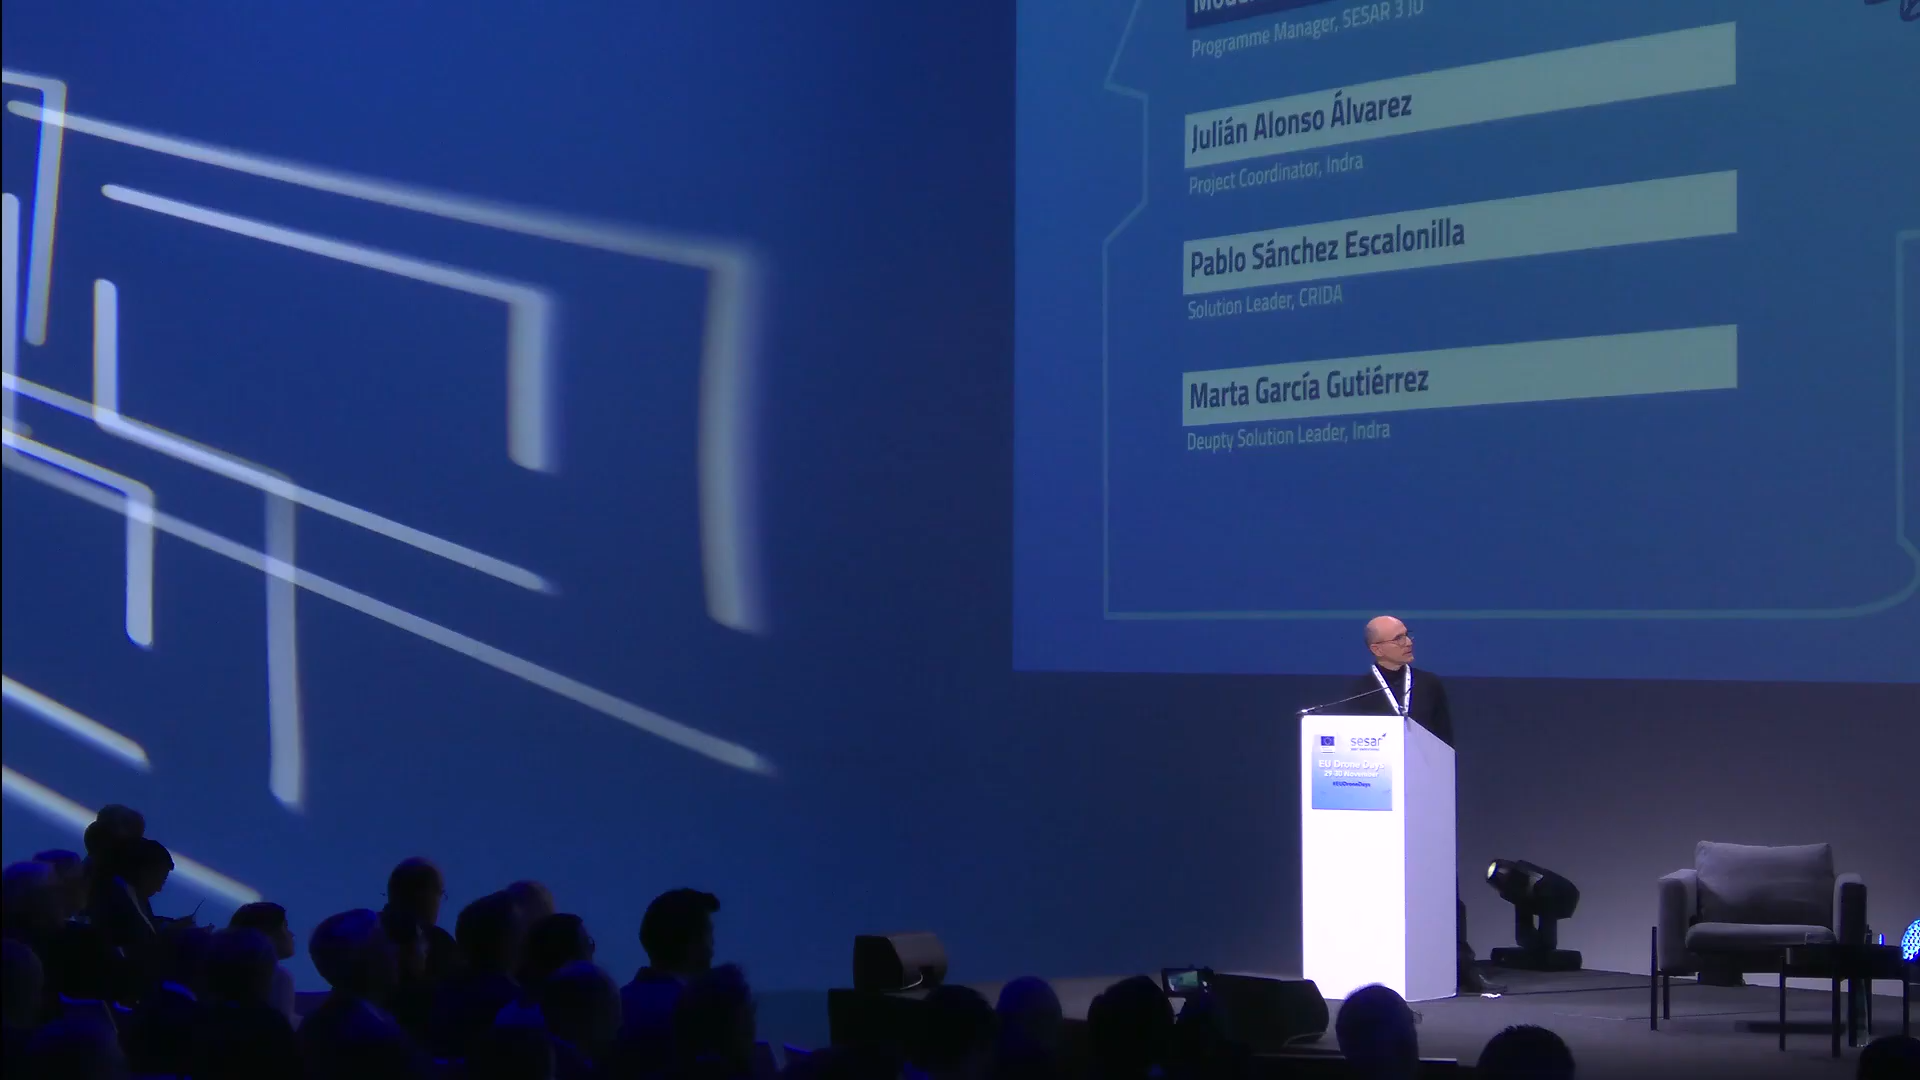 Programme Manager, SESAR 3 JU
Julián Alonso Álvarez
Project Coordinator, Indra
Pablo Sánchez Escalonilla
Solution Leader, CRIDA
Marta García Gutiérrez
Deupty Solution Leader, Indra
sesar
EU Drone Days
29-30 November
#EUDroneDays